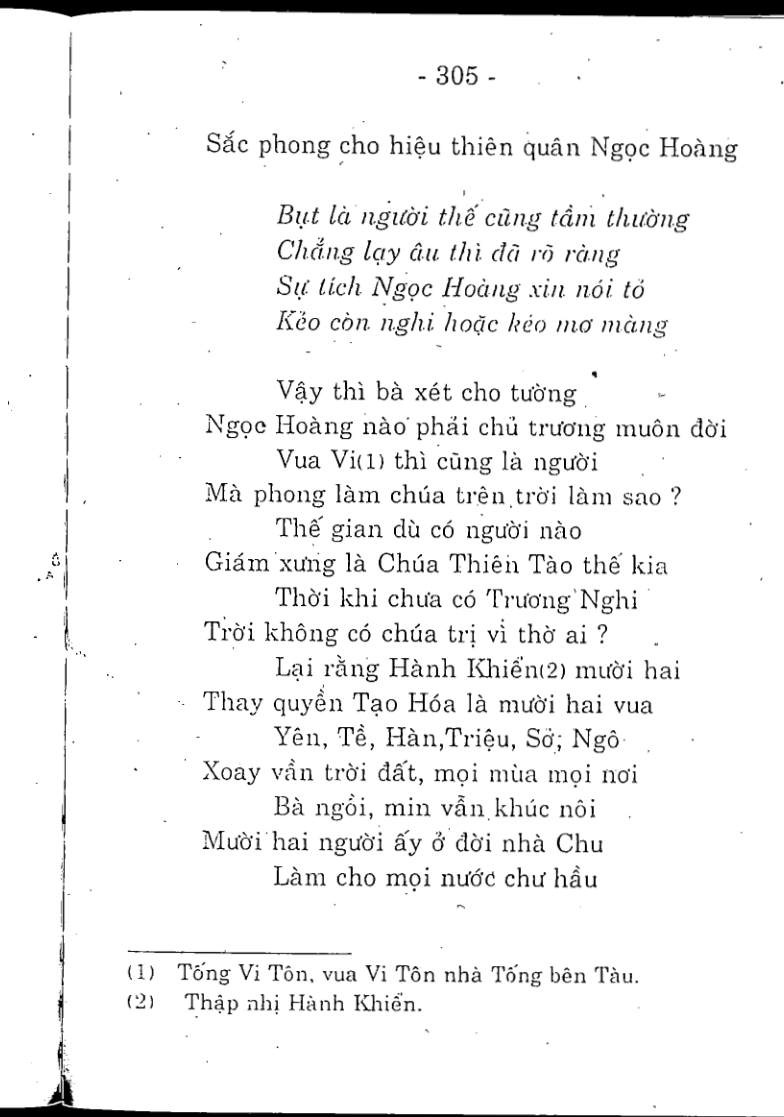 - 305 -
Sắc phong cho hiệu thiên quân Ngọc Hoàng
Bụt là người thế cũng tầm thường
Chẳng lạy âu thì đã rõ ràng
Sự tích Ngọc Hoàng xin nói tỏ
Kẻo còn nghi hoặc kẻo mơ màng
Vậy thì bà xét cho tường
Ngọc Hoàng nào phải chủ trương muôn đời
Vua Vi(1) thì cũng là người
Mà phong làm chúa trên trời làm sao ?
Thế gian dù có người nào
Giám xưng là Chúa Thiên Tào thế kia
Thời khi chưa có Trương Nghi
Trời không có chúa trị vì thờ ai ?
Lại rằng Hành Khiển(2) mười hai
Thay quyền Tạo Hóa là mười hai vua
Yên, Tề, Hàn,Triệu, Sở; Ngô
Xoay vần trời đất, mọi mùa mọi nơi
Bà ngồi, min vẫn khúc nôi
Mười hai người ấy ở đời nhà Chu
Làm cho mọi nước chư hầu
(1) Tống Vi Tôn, vua Vi Tôn nhà Tống bên Tàu.
(2) Thập nhị Hành Khiển.